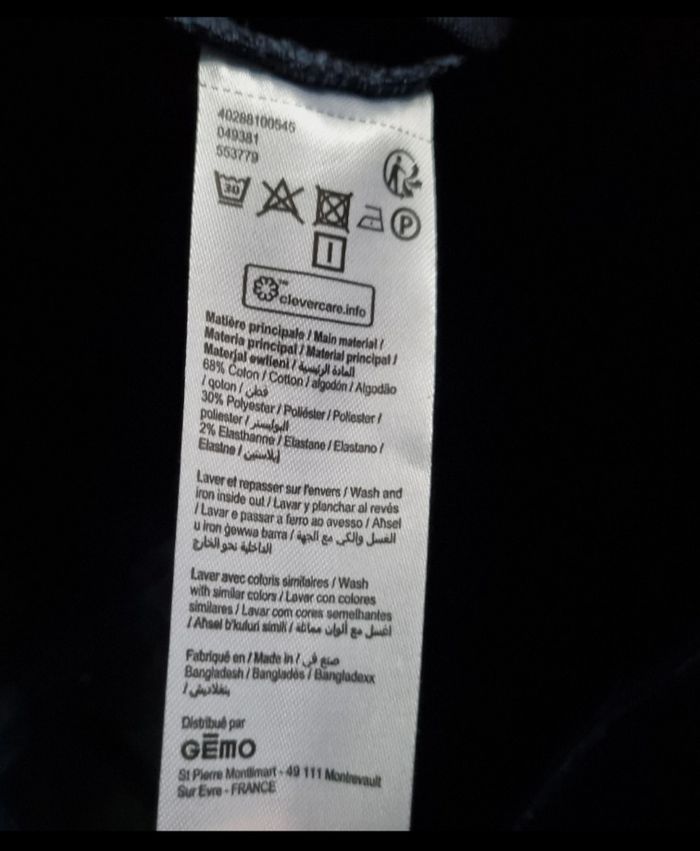 40288100545
049381
553779
30
P
clovercare.info
Matière principale / Main material /
Materia principal / Material principal /
Materjal ewlieni / المادة الرئيسية
68% Coton / Cotton / algodón / Algodão
/ qoton / قطن
30% Polyester / Poliéster / Poliester /
poliester / البوليستر
2% Elasthanne / Elastane / Elastano /
Elastne / إيلاستين
Laver et repasser sur l'envers / Wash and
iron inside out / Lavar y planchar al revés
/ Lavar e passar a ferro ao avesso / Ahsel
u iron ġewwa barra / الغسل والكي مع الجهة
الداخلية نحو الخارج
Laver avec coloris similaires / Wash
with similar colors / Lavar con colores
similares / Lavar com cores semelhantes
/ Ahsel b'kuluri simili / اغسل مع ألوان مماثلة
Fabriqué en / Made in / صنع في
Bangladesh / Bangladés / Bangladexx
/ بنغلاديش
Distribué par
GĒMO
St Pierre Montlimart - 49 111 Montrevault
Sur Evre - FRANCE